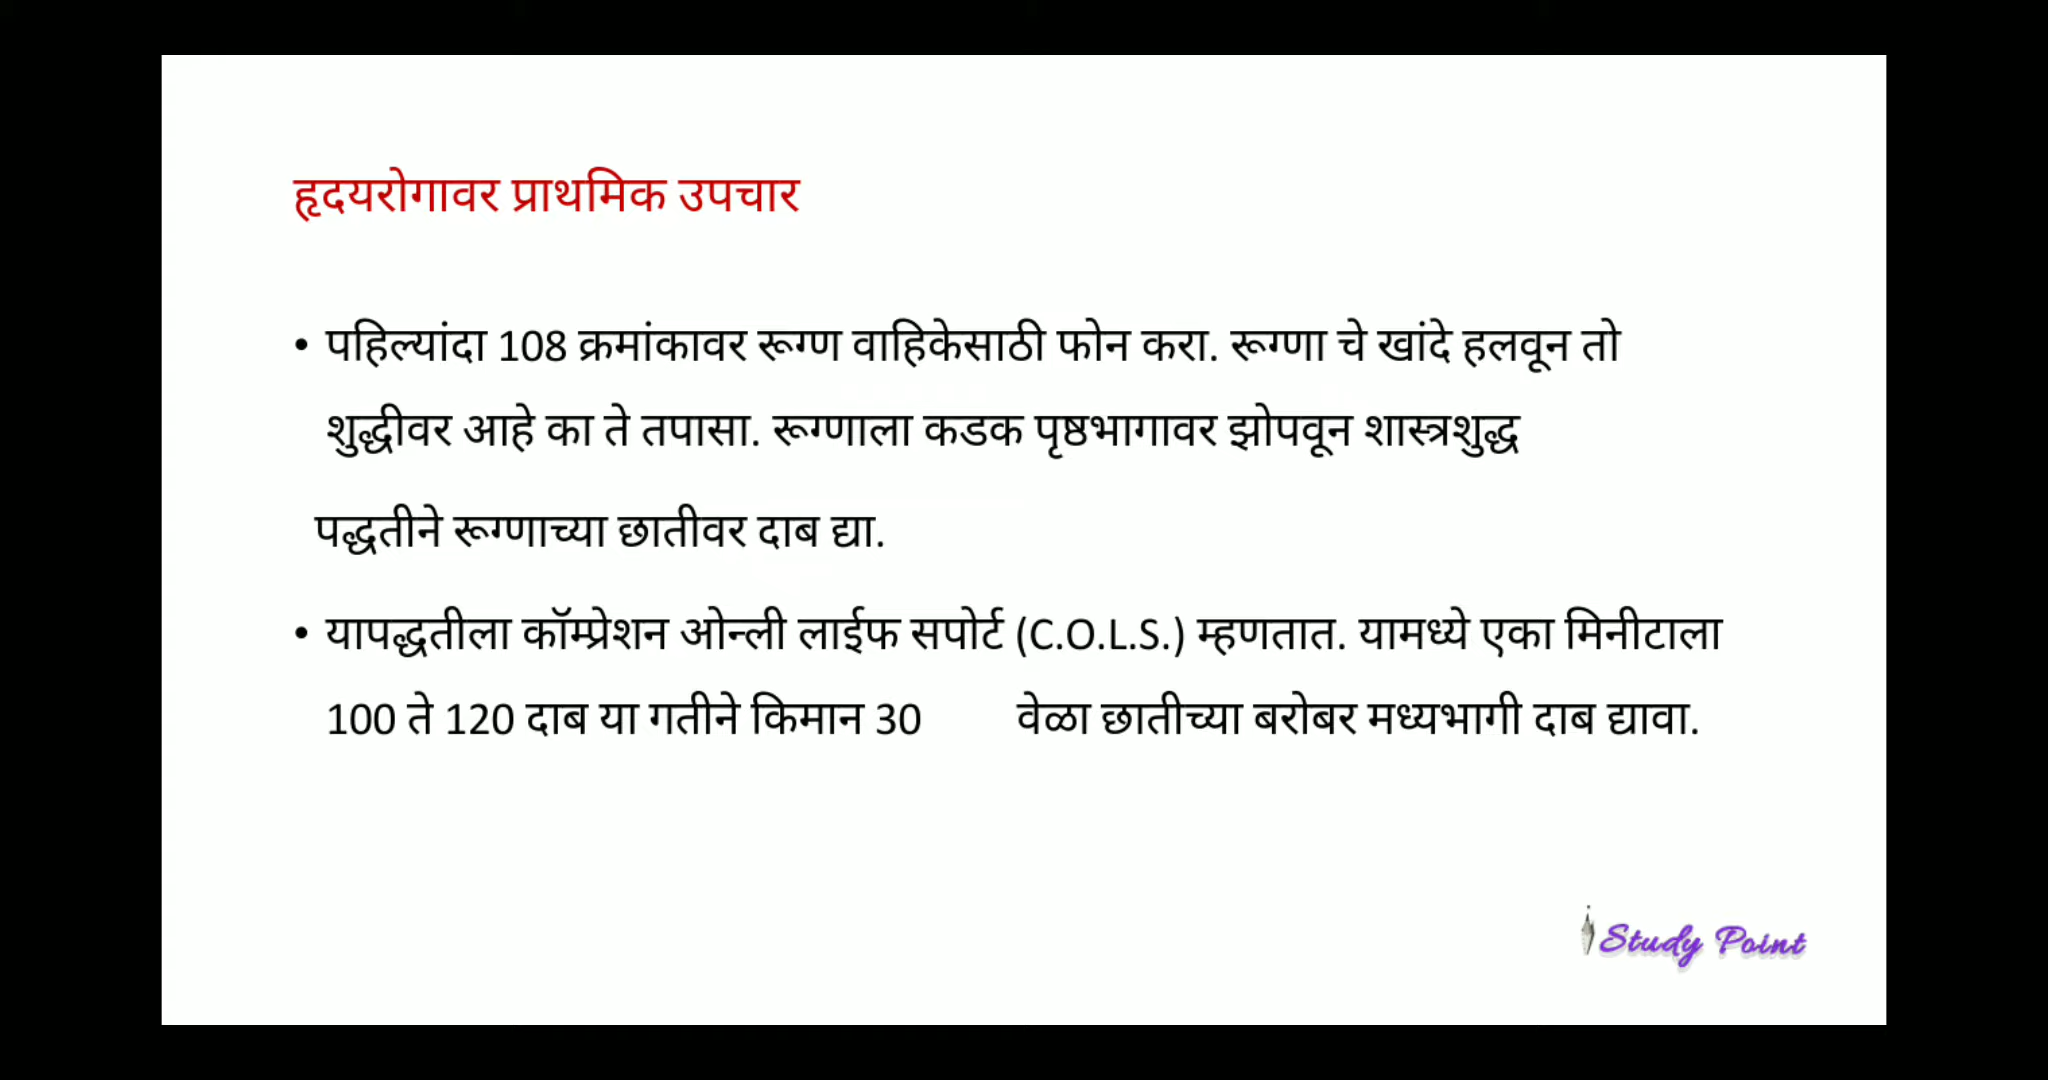 हृदयरोगावर प्राथमिक उपचार
• पहिल्यांदा 108 क्रमांकावर रूग्ण वाहिकेसाठी फोन करा. रूग्णा चे खांदे हलवून तो
शुद्धीवर आहे का ते तपासा. रूग्णाला कडक पृष्ठभागावर झोपवून शास्त्रशुद्ध
पद्धतीने रूग्णाच्या छातीवर दाब द्या.
• यापद्धतीला कॉम्प्रेशन ओन्ली लाईफ सपोर्ट (C.O.L.S.) म्हणतात. यामध्ये एका मिनीटाला
100 ते 120 दाब या गतीने किमान 30 वेळा छातीच्या बरोबर मध्यभागी दाब द्यावा.
Study Point